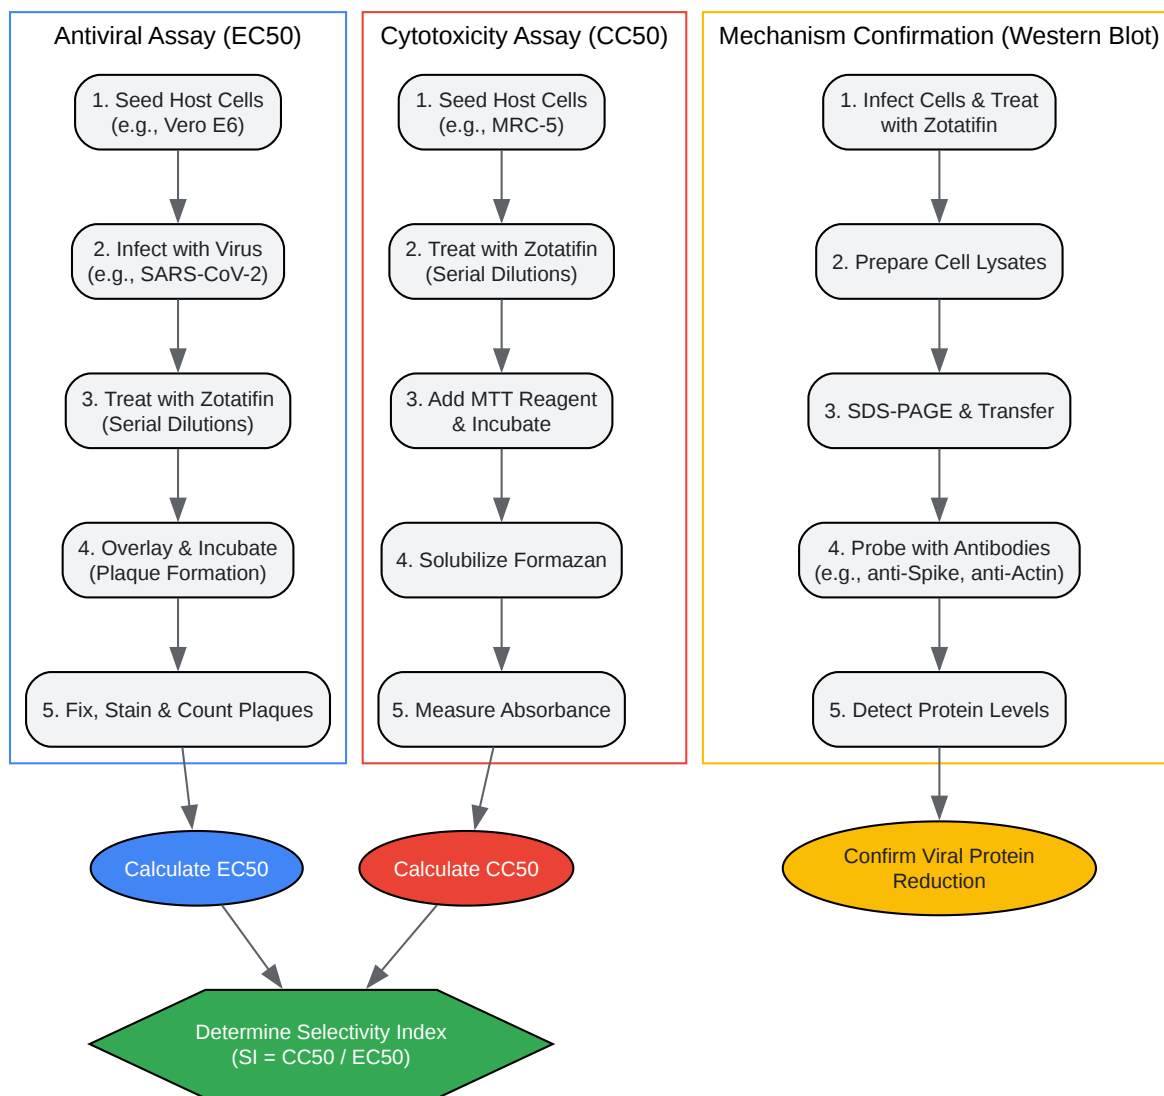 Antiviral Assay (EC50)
1. Seed Host Cells
(e.g., Vero E6)
2. Infect with Virus
(e.g., SARS-CoV-2)
3. Treat with Zotatifin
(Serial Dilutions)
4. Overlay & Incubate
(Plaque Formation)
5. Fix, Stain & Count Plaques
Calculate EC50
Cytotoxicity Assay (CC50)
1. Seed Host Cells
(e.g., MRC-5)
2. Treat with Zotatifin
(Serial Dilutions)
3. Add MTT Reagent
& Incubate
4. Solubilize Formazan
5. Measure Absorbance
Calculate CC50
Determine Selectivity Index
(SI = CC50 / EC50)
Mechanism Confirmation (Western Blot)
1. Infect Cells & Treat
with Zotatifin
2. Prepare Cell Lysates
3. SDS-PAGE & Transfer
4. Probe with Antibodies
(e.g., anti-Spike, anti-Actin)
5. Detect Protein Levels
Confirm Viral Protein
Reduction